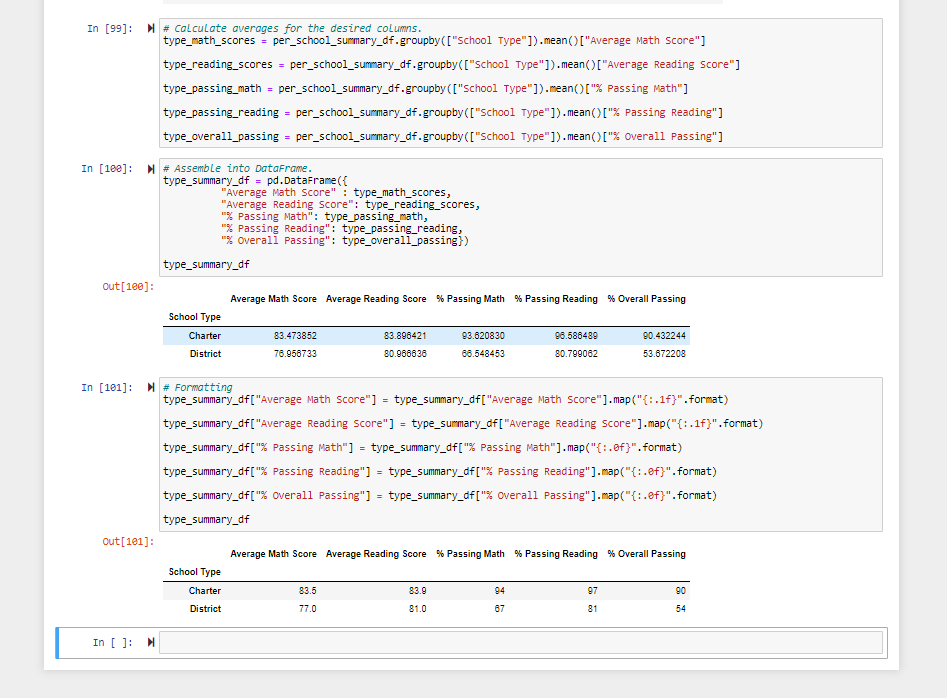 In [99]:
# Calculate averages for the desired columns.
type_math_scores = per_school_summary_df.groupby(["School Type"]).mean()["Average Math Score"]
type_reading_scores = per_school_summary_df.groupby(["School Type"]).mean()["Average Reading Score"]
type_passing_math = per_school_summary_df.groupby(["School Type"]).mean()["% Passing Math"]
type_passing_reading = per_school_summary_df.groupby(["School Type"]).mean()["% Passing Reading"]
type_overall_passing = per_school_summary_df.groupby(["School Type"]).mean()["% Overall Passing"]
In [100]:
# Assemble into DataFrame.
type_summary_df = pd.DataFrame({
"Average Math Score" : type_math_scores,
"Average Reading Score": type_reading_scores,
"% Passing Math": type_passing_math,
"% Passing Reading": type_passing_reading,
"% Overall Passing": type_overall_passing})
type_summary_df
Out[100]:
Average Math Score Average Reading Score % Passing Math % Passing Reading % Overall Passing
School Type
Charter 83.473852 83.896421 93.620830 96.586489 90.432244
District 76.956733 80.966636 66.548453 80.799062 53.672208
In [101]:
# Formatting
type_summary_df["Average Math Score"] = type_summary_df["Average Math Score"].map("{:.1f}".format)
type_summary_df["Average Reading Score"] = type_summary_df["Average Reading Score"].map("{:.1f}".format)
type_summary_df["% Passing Math"] = type_summary_df["% Passing Math"].map("{:.0f}".format)
type_summary_df["% Passing Reading"] = type_summary_df["% Passing Reading"].map("{:.0f}".format)
type_summary_df["% Overall Passing"] = type_summary_df["% Overall Passing"].map("{:.0f}".format)
type_summary_df
Out[101]:
Average Math Score Average Reading Score % Passing Math % Passing Reading % Overall Passing
School Type
Charter 83.5 83.9 94 97 90
District 77.0 81.0 67 81 54
In [ ]: